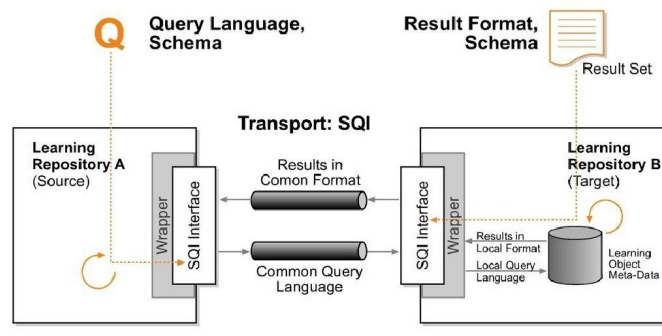 Q
Query Language,
Schema
Result Format,
Schema
Result Set
Transport: SQI
Learning
Repository A
(Source)
Wrapper
SQI Interface
Results in
Comon Format
Common Query
Language
SQI Interface
Wrapper
Learning
Repository B
(Target)
Results in
Local Format
Local Query
Language
Learning
Object
Meta-Data